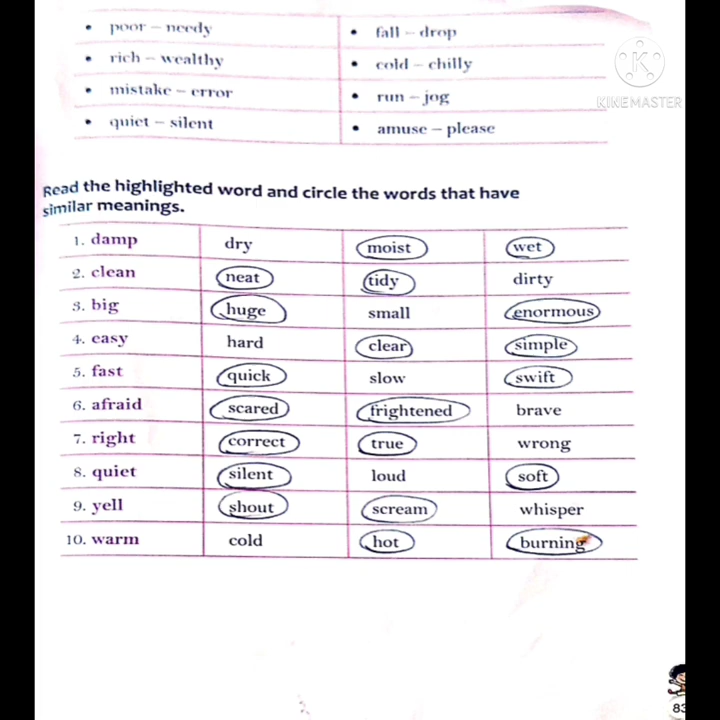 • poor – needy • fall – drop
• rich – wealthy • cold – chilly
• mistake – error • run – jog
• quiet – silent • amuse – please
KINEMASTER
Read the highlighted word and circle the words that have
similar meanings.
1. damp dry moist wet
2. clean neat tidy dirty
3. big huge small enormous
4. easy hard clear simple
5. fast quick slow swift
6. afraid scared frightened brave
7. right correct true wrong
8. quiet silent loud soft
9. yell shout scream whisper
10. warm cold hot burning
83